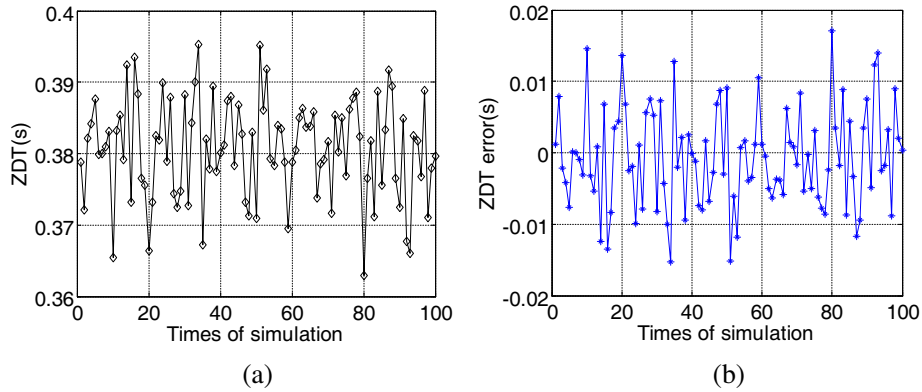 0.4
0.39
0.38
0.37
0.36
ZDT(s)
0 20 40 60 80 100
Times of simulation
(a)
0.02
0.01
0
-0.01
-0.02
ZDT error(s)
0 20 40 60 80 100
Times of simulation
(b)